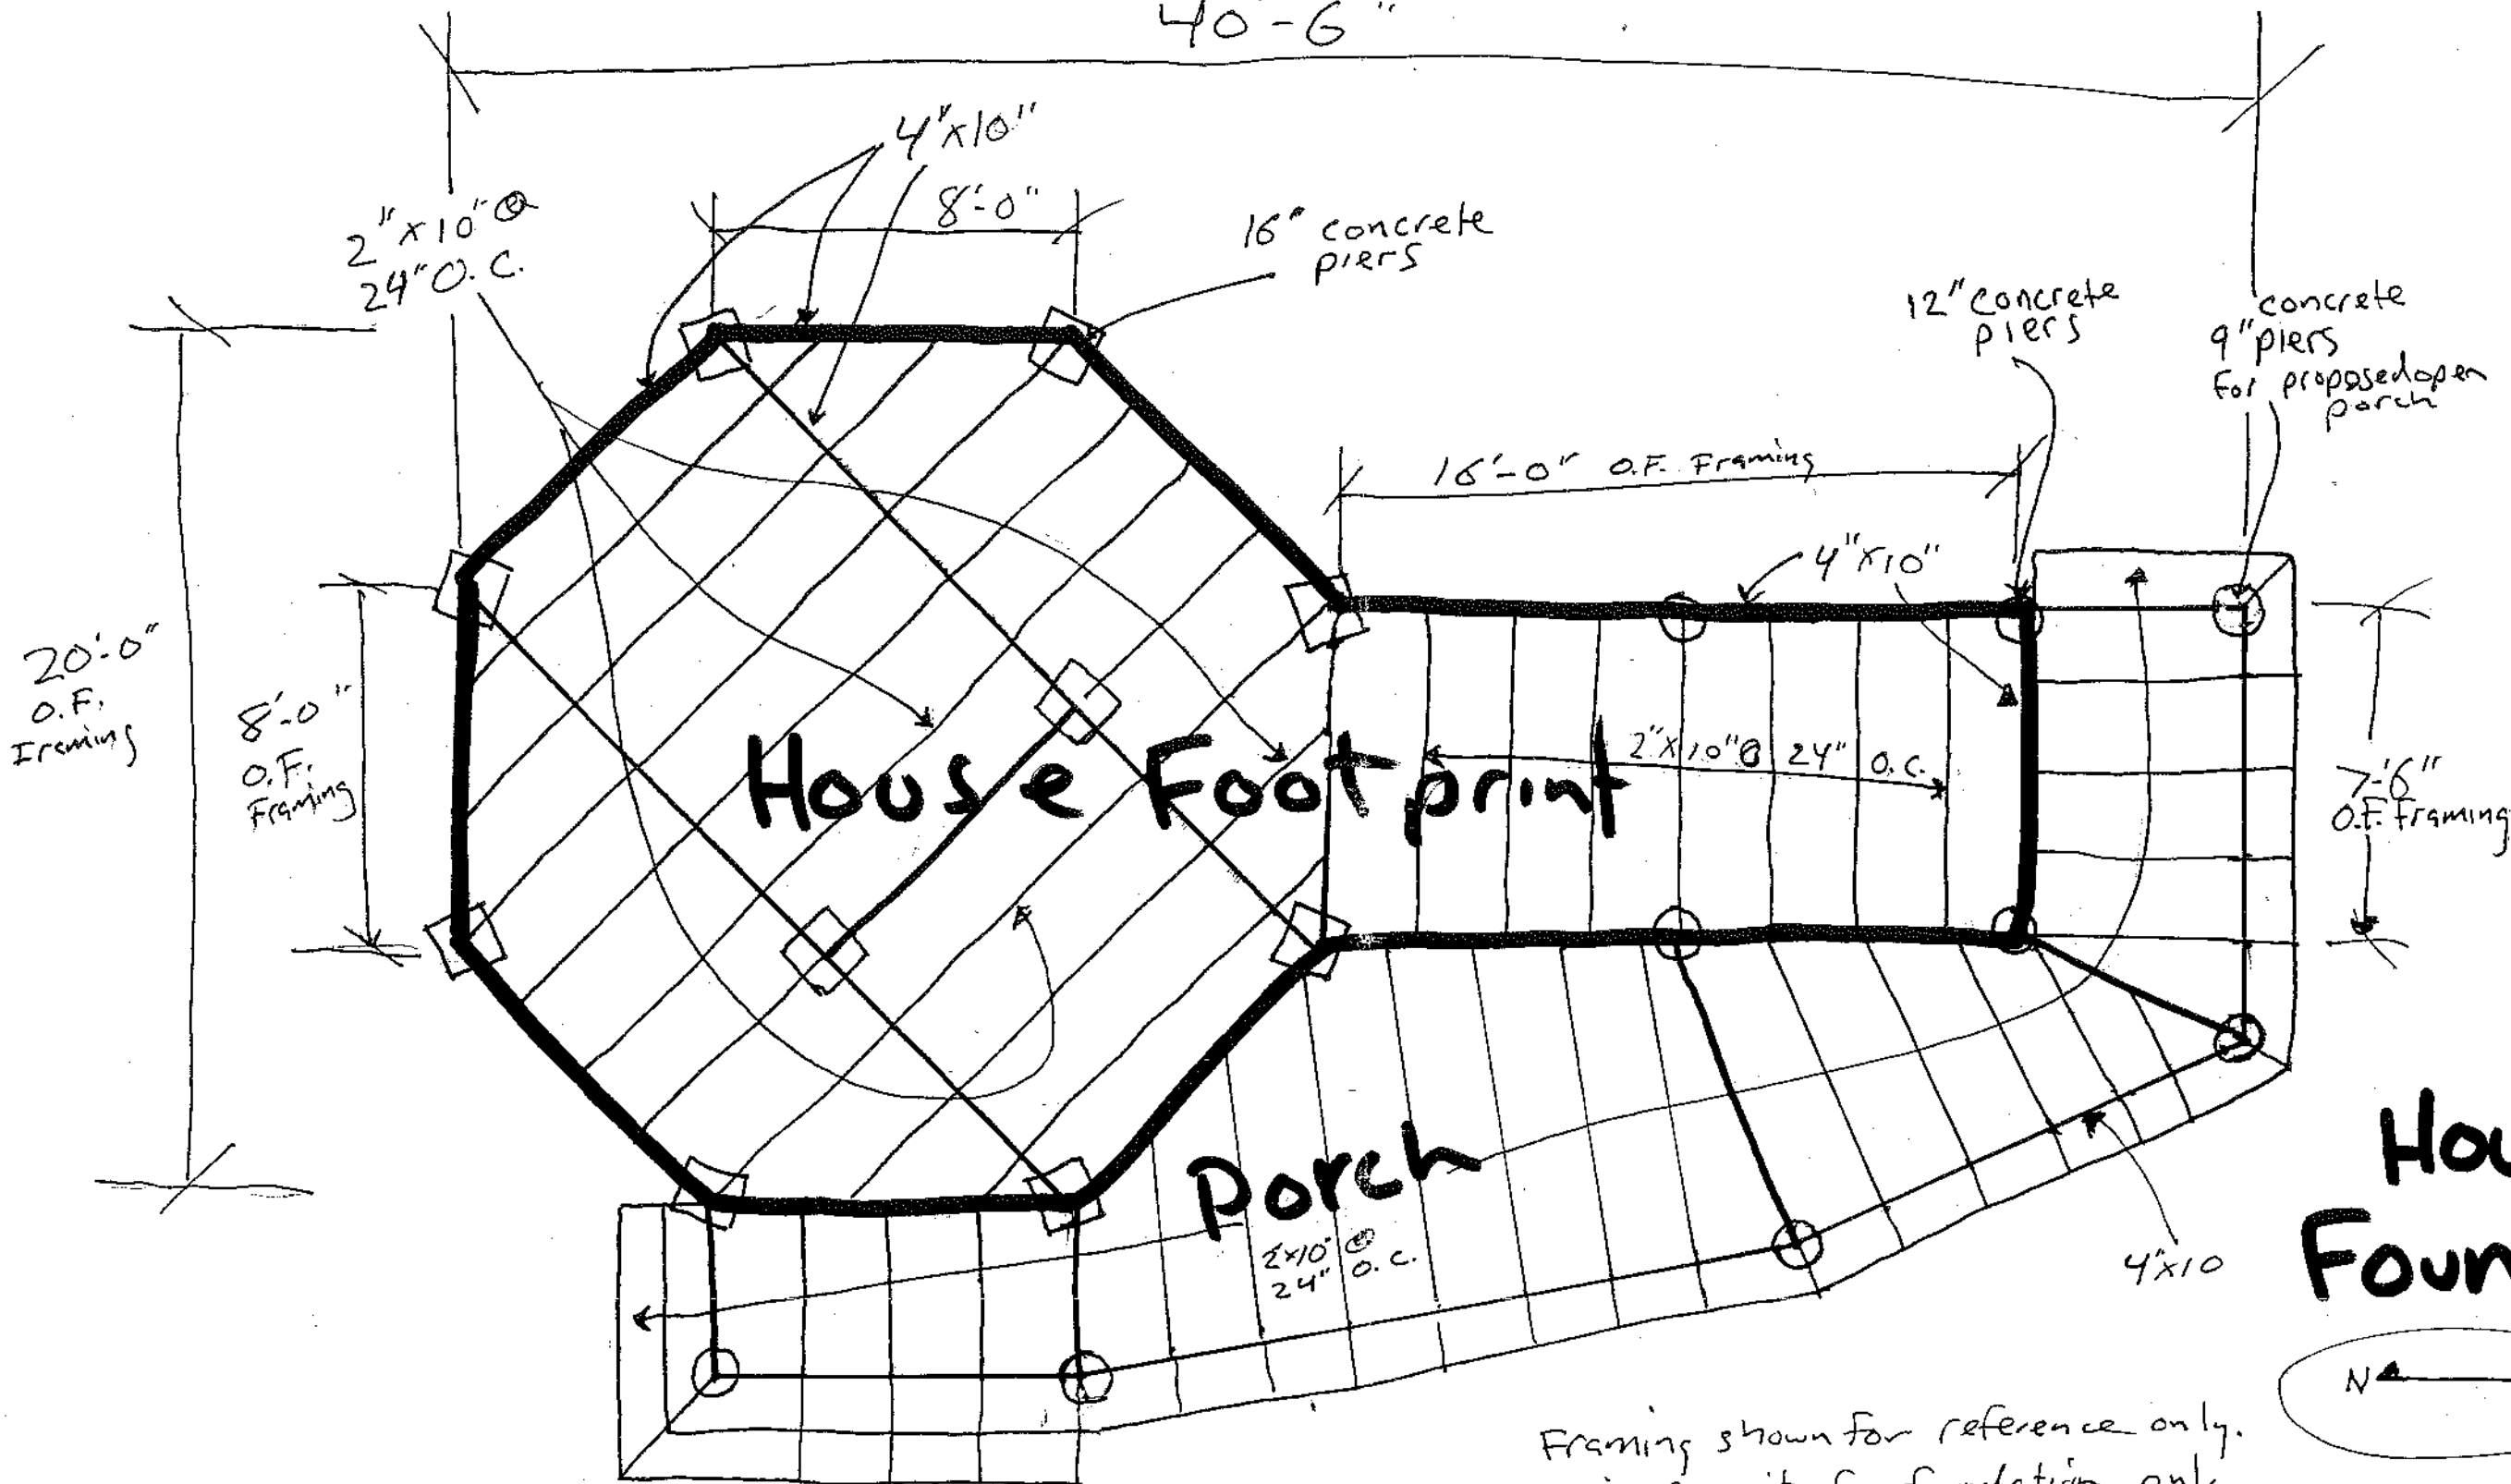 40'-6"
4"x10"
8'-0"
2"x10" @
24" O.C.
16" concrete
piers
12" concrete
piers
concrete
9" piers
for proposed open
porch
16'-0" O.F. Framing
4"x10"
20'-0"
O.F.
Framing
8'-0"
O.F.
Framing
House Footprint
2"x10"@ 24" O.C.
7'-6"
O.F. Framing
Porch
2x10" @
24" O.C.
4"x10
Hou
Foun
N
Framing shown for reference only.